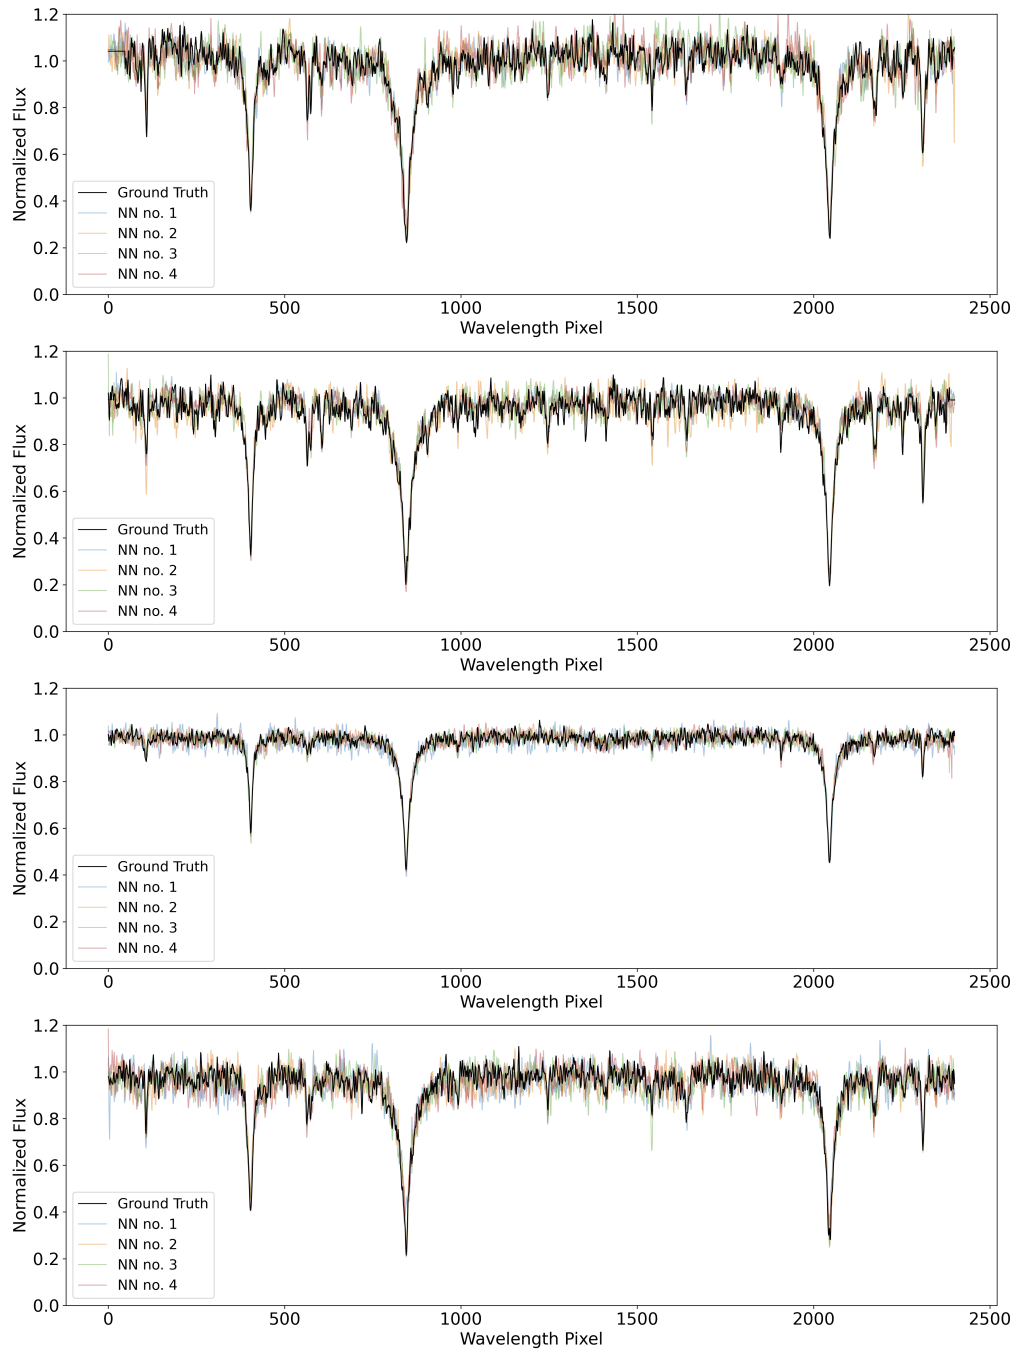 1.2
1.0
0.8
0.6
0.4
0.2
0.0
Normalized Flux
Ground Truth
NN no. 1
NN no. 2
NN no. 3
NN no. 4
0 500 1000 1500 2000 2500
Wavelength Pixel
1.2
1.0
0.8
0.6
0.4
0.2
0.0
Normalized Flux
Ground Truth
NN no. 1
NN no. 2
NN no. 3
NN no. 4
0 500 1000 1500 2000 2500
Wavelength Pixel
1.2
1.0
0.8
0.6
0.4
0.2
0.0
Normalized Flux
Ground Truth
NN no. 1
NN no. 2
NN no. 3
NN no. 4
0 500 1000 1500 2000 2500
Wavelength Pixel
1.2
1.0
0.8
0.6
0.4
0.2
0.0
Normalized Flux
Ground Truth
NN no. 1
NN no. 2
NN no. 3
NN no. 4
0 500 1000 1500 2000 2500
Wavelength Pixel